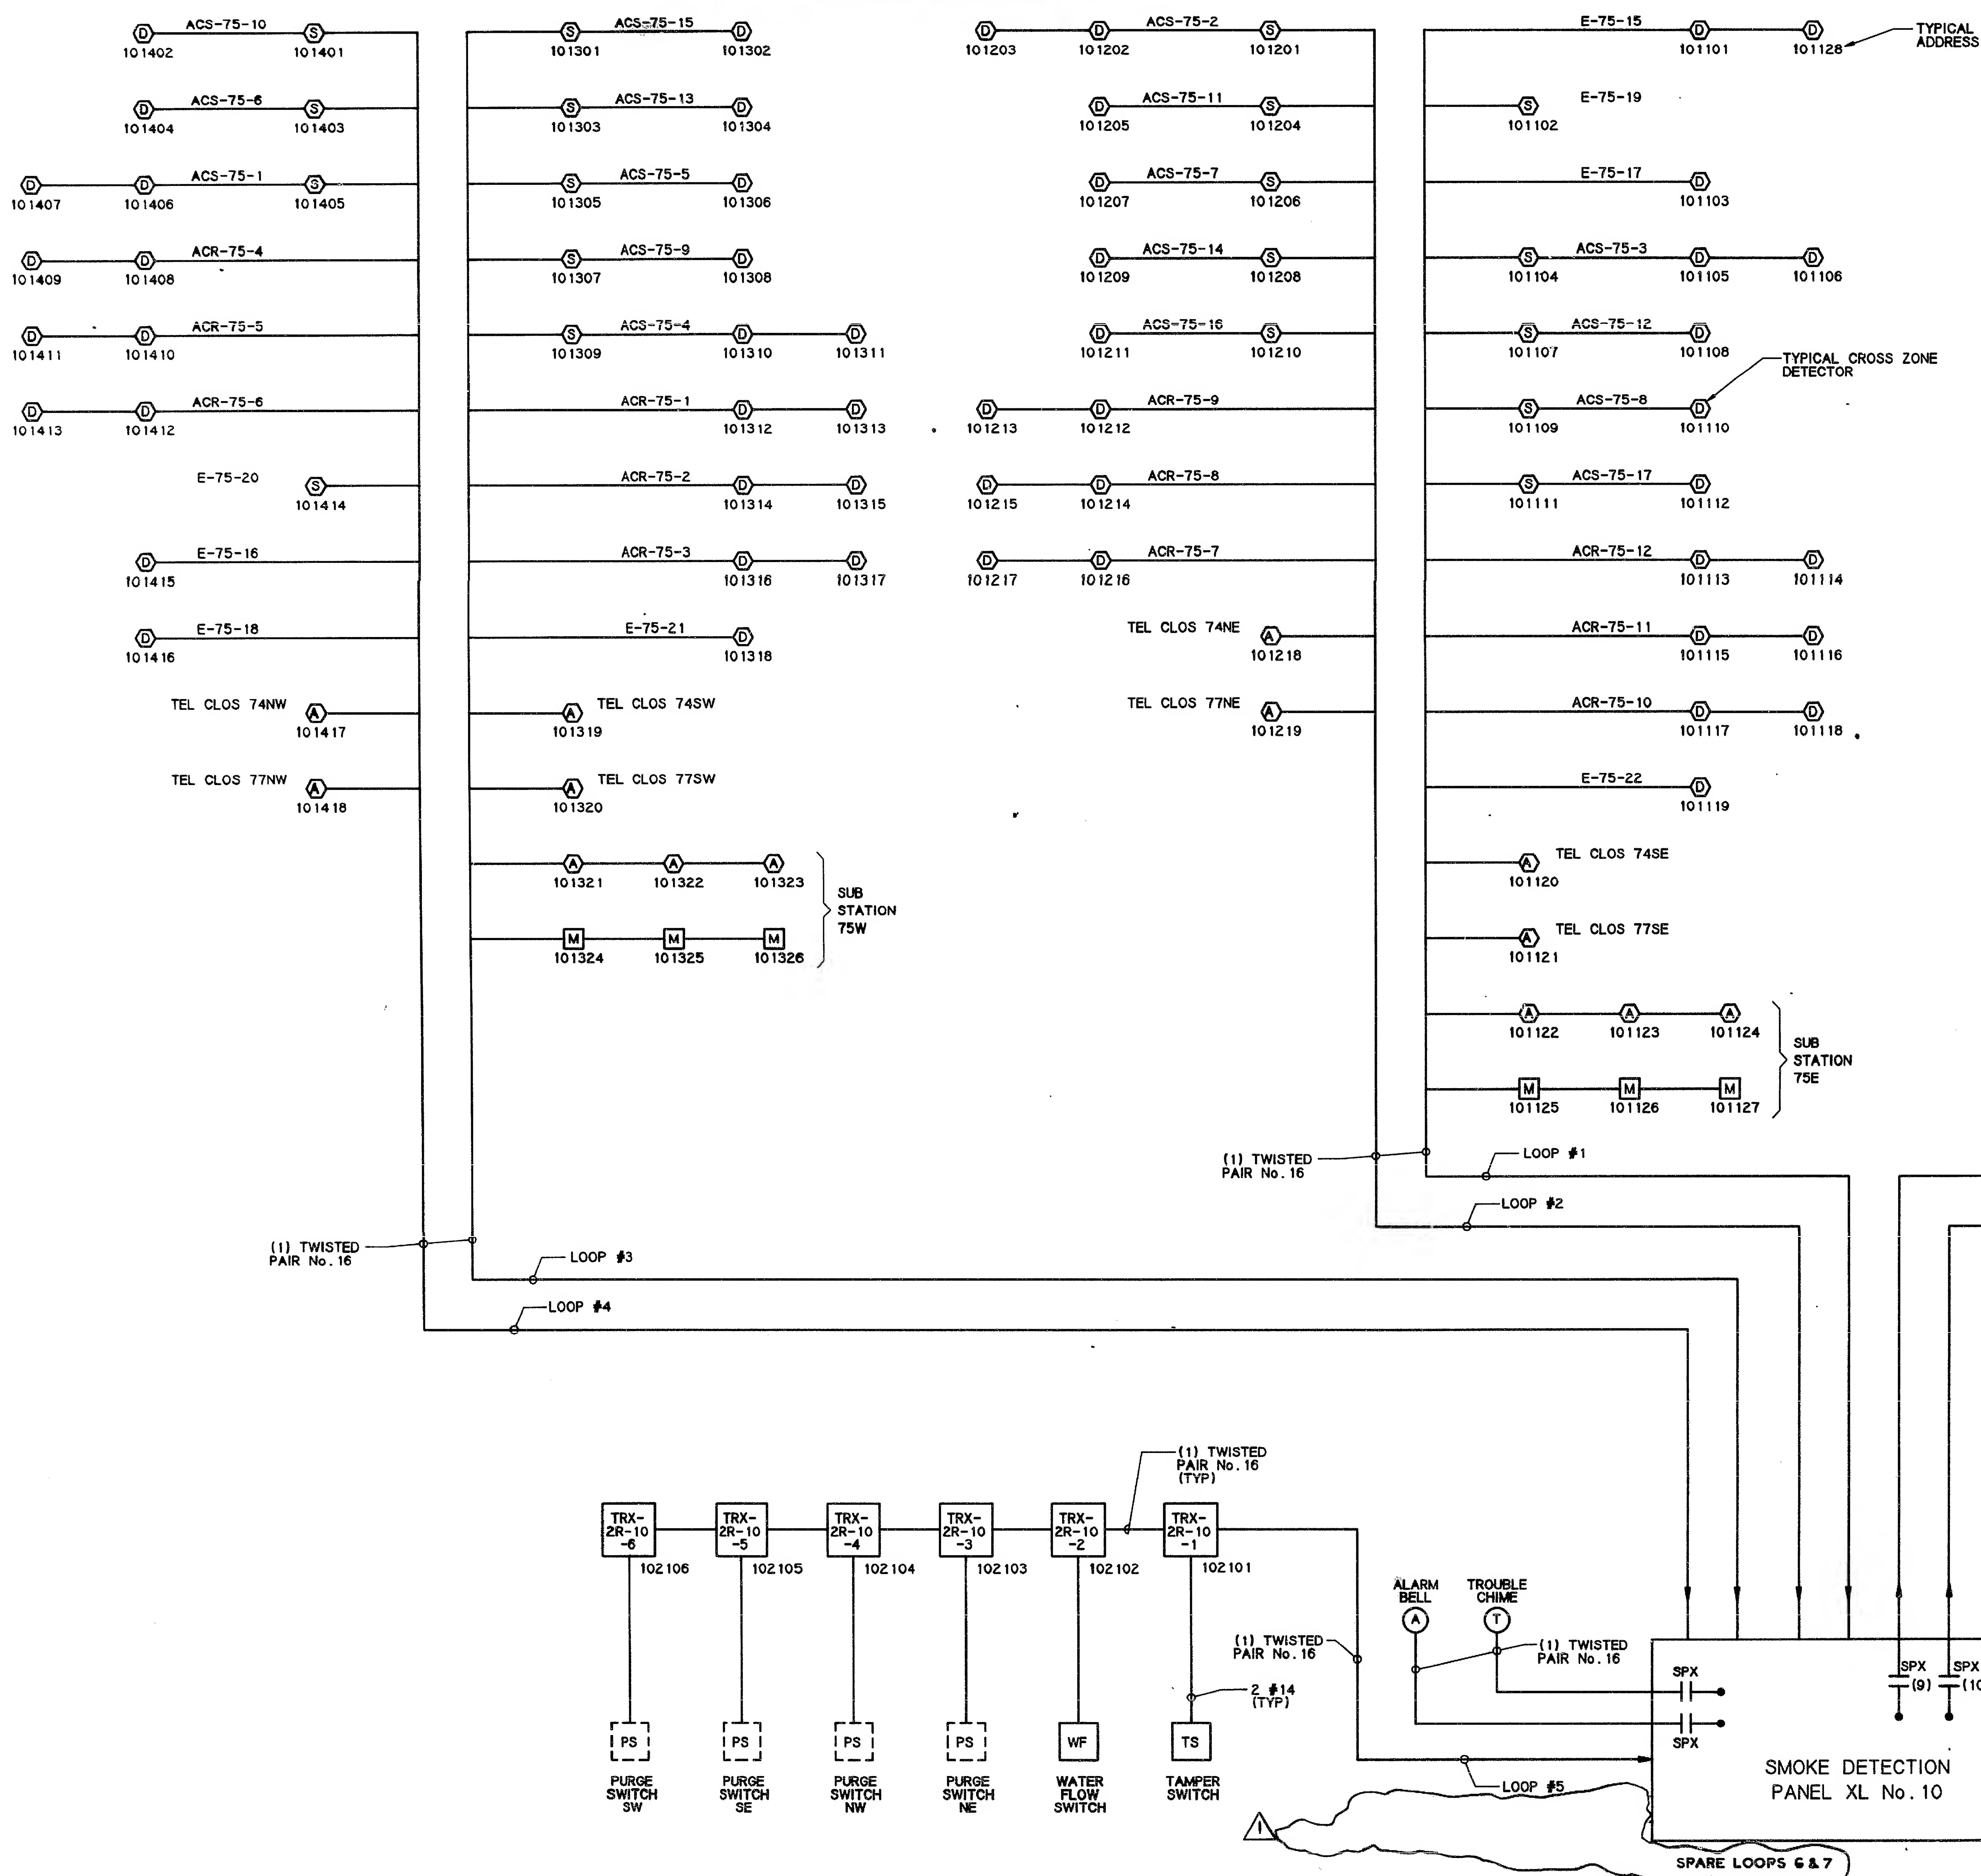 ACS-75-10
D S
101402 101401
ACS-75-6
D S
101404 101403
ACS-75-1
D D S
101407 101406 101405
ACR-75-4
D D
101409 101408
ACR-75-5
D D
101411 101410
ACR-75-6
D D
101413 101412
E-75-20
S
101414
E-75-16
D
101415
E-75-18
D
101416
TEL CLOS 74NW
A
101417
TEL CLOS 77NW
A
101418
ACS-75-15
S D
101301 101302
ACS-75-13
S D
101303 101304
ACS-75-5
S D
101305 101306
ACS-75-9
S D
101307 101308
ACS-75-4
S D D
101309 101310 101311
ACR-75-1
D D
101312 101313
ACR-75-2
D D
101314 101315
ACR-75-3
D D
101316 101317
E-75-21
D
101318
TEL CLOS 74SW
A
101319
TEL CLOS 77SW
A
101320
A A A
101321 101322 101323
M M M
101324 101325 101326
SUB
STATION
75W
ACS-75-2
D D S
101203 101202 101201
ACS-75-11
D S
101205 101204
ACS-75-7
D S
101207 101206
ACS-75-14
D S
101209 101208
ACS-75-16
D S
101211 101210
ACR-75-9
D D
101213 101212
ACR-75-8
D D
101215 101214
ACR-75-7
D D
101217 101216
TEL CLOS 74NE
A
101218
TEL CLOS 77NE
A
101219
E-75-15
D D
101101 101128
TYPICAL
ADDRESS
E-75-19
S
101102
E-75-17
D
101103
ACS-75-3
S D D
101104 101105 101106
ACS-75-12
S D
101107 101108
TYPICAL CROSS ZONE
DETECTOR
ACS-75-8
S D
101109 101110
ACS-75-17
S D
101111 101112
ACR-75-12
D D
101113 101114
ACR-75-11
D D
101115 101116
ACR-75-10
D D
101117 101118
E-75-22
D
101119
TEL CLOS 74SE
A
101120
TEL CLOS 77SE
A
101121
A A A
101122 101123 101124
M M M
101125 101126 101127
SUB
STATION
75E
(1) TWISTED
PAIR No.16
LOOP #1
LOOP #2
(1) TWISTED
PAIR No.16
LOOP #3
LOOP #4
(1) TWISTED
PAIR No.16
(TYP)
TRX-
2R-10
-6
102106
TRX-
2R-10
-5
102105
TRX-
2R-10
-4
102104
TRX-
2R-10
-3
102103
TRX-
2R-10
-2
102102
TRX-
2R-10
-1
102101
PS
PURGE
SWITCH
SW
PS
PURGE
SWITCH
SE
PS
PURGE
SWITCH
NW
PS
PURGE
SWITCH
NE
WF
WATER
FLOW
SWITCH
TS
TAMPER
SWITCH
2 #14
(TYP)
(1) TWISTED
PAIR No.16
ALARM
BELL
A
TROUBLE
CHIME
T
(1) TWISTED
PAIR No.16
LOOP #5
SPX
SPX
SPX
(9)
SPX
(10
SMOKE DETECTION
PANEL XL No.10
1
SPARE LOOPS 6 & 7